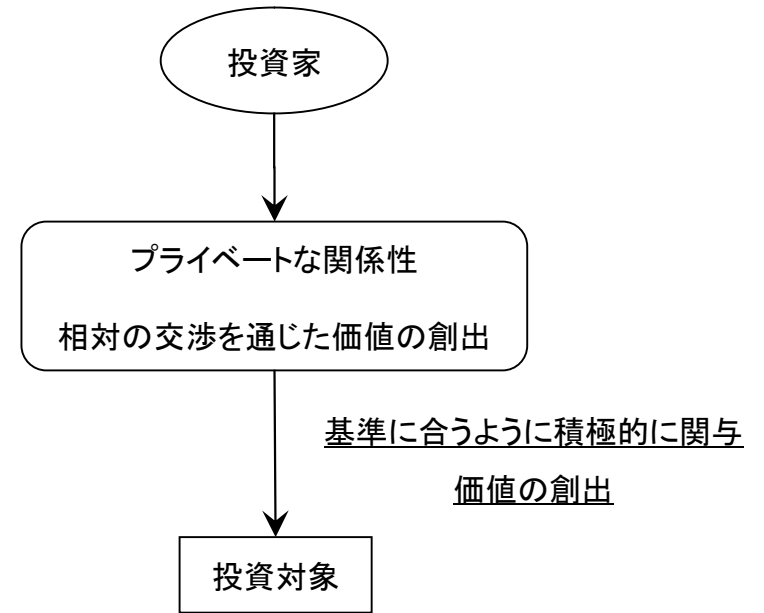 投資家
プライベートな関係性
相対の交渉を通じた価値の創出
基準に合うように積極的に関与
価値の創出
投資対象